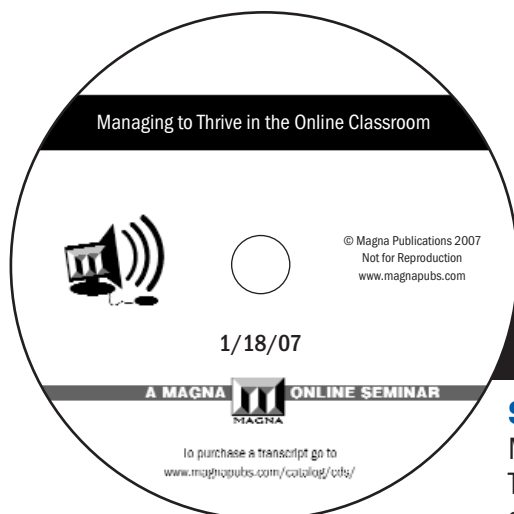 Managing to Thrive in the Online Classroom
© Magna Publications 2007
Not for Reproduction
www.magnapubs.com
1/18/07
A MAGNA
MAGNA
ONLINE SEMINAR
To purchase a transcript go to
www.magnapubs.com/catalog/cds/